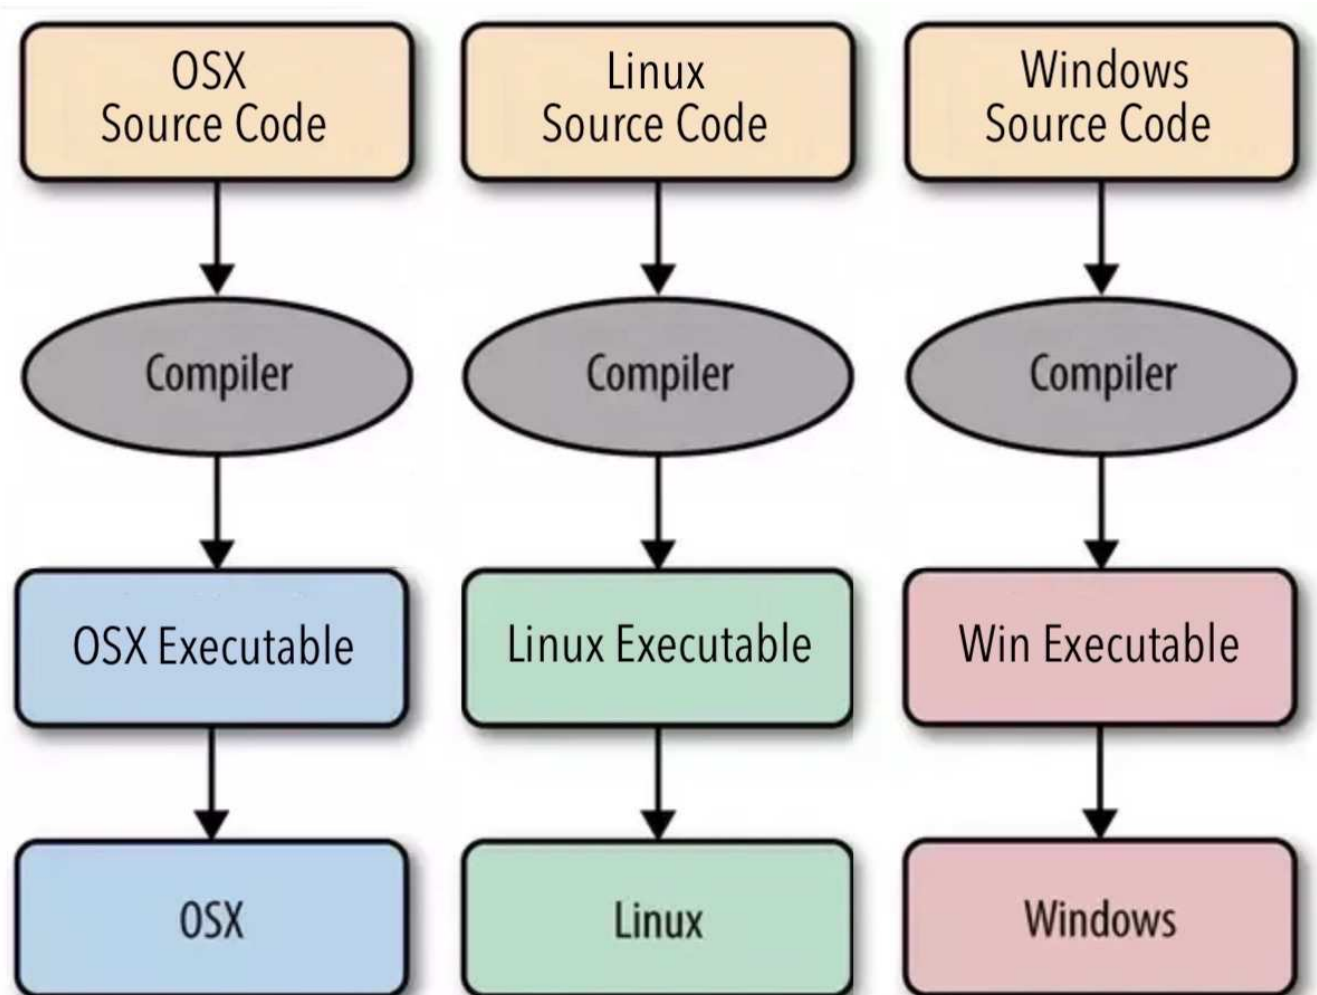 OSX
Source Code
Linux
Source Code
Windows
Source Code
Compiler
Compiler
Compiler
OSX Executable
Linux Executable
Win Executable
OSX
Linux
Windows